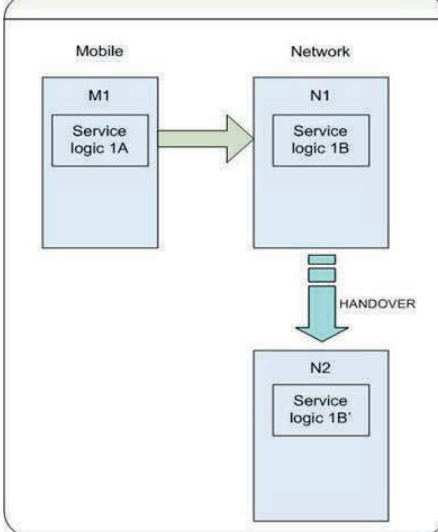 Mobile
Network
M1
Service
logic 1A
N1
Service
logic 1B
HANDOVER
N2
Service
logic 1B'